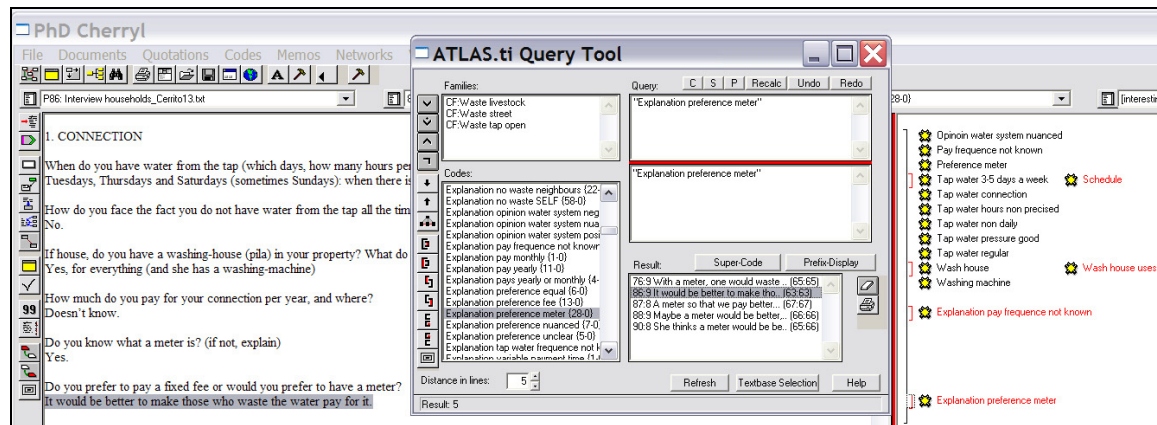 PhD Cherryl
File Documents Quotations Codes Memos Networks
P86: Interview households_Cerrito13.txt
1. CONNECTION
When do you have water from the tap (which days, how many hours per
Tuesdays, Thursdays and Saturdays (sometimes Sundays): when there is
How do you face the fact you do not have water from the tap all the tim
No.
If house, do you have a washing-house (pila) in your property? What do
Yes, for everything (and she has a washing-machine)
How much do you pay for your connection per year, and where?
Doesn't know.
Do you know what a meter is? (if not, explain)
Yes.
Do you prefer to pay a fixed fee or would you prefer to have a meter?
It would be better to make those who waste the water pay for it.
ATLAS.ti Query Tool
Families:
CF:Waste livestock
CF:Waste street
CF:Waste tap open
Codes:
Explanation no waste neighbours {22-
Explanation no waste SELF {58-0}
Explanation opinion water system neg
Explanation opinion water system nua
Explanation opinion water system posi
Explanation pay frequence not known
Explanation pay monthly {1-0}
Explanation pay yearly {11-0}
Explanation pays yearly or monthly {4-
Explanation preference equal {6-0}
Explanation preference fee {13-0}
Explanation preference meter {28-0}
Explanation preference nuanced {7-0}
Explanation preference unclear {5-0}
Explanation tap water frequence not k
Explanation variable payment time {1-
Distance in lines: 5
Result: 5
Query: C S P Recalc Undo Redo
"Explanation preference meter"
"Explanation preference meter"
Result: Super-Code Prefix-Display
76:9 With a meter, one would waste .. (65:65)
86:9 It would be better to make tho.. (63:63)
87:8 A meter so that we pay better... (67:67)
88:9 Maybe a meter would be better,.. (66:66)
90:8 She thinks a meter would be be.. (65:66)
Refresh Textbase Selection Help
28-0} [interestin
Opinoin water system nuanced
Pay frequence not known
Preference meter
Tap water 3-5 days a week Schedule
Tap water connection
Tap water hours non precised
Tap water non daily
Tap water pressure good
Tap water regular
Wash house Wash house uses
Washing machine
Explanation pay frequence not known
Explanation preference meter